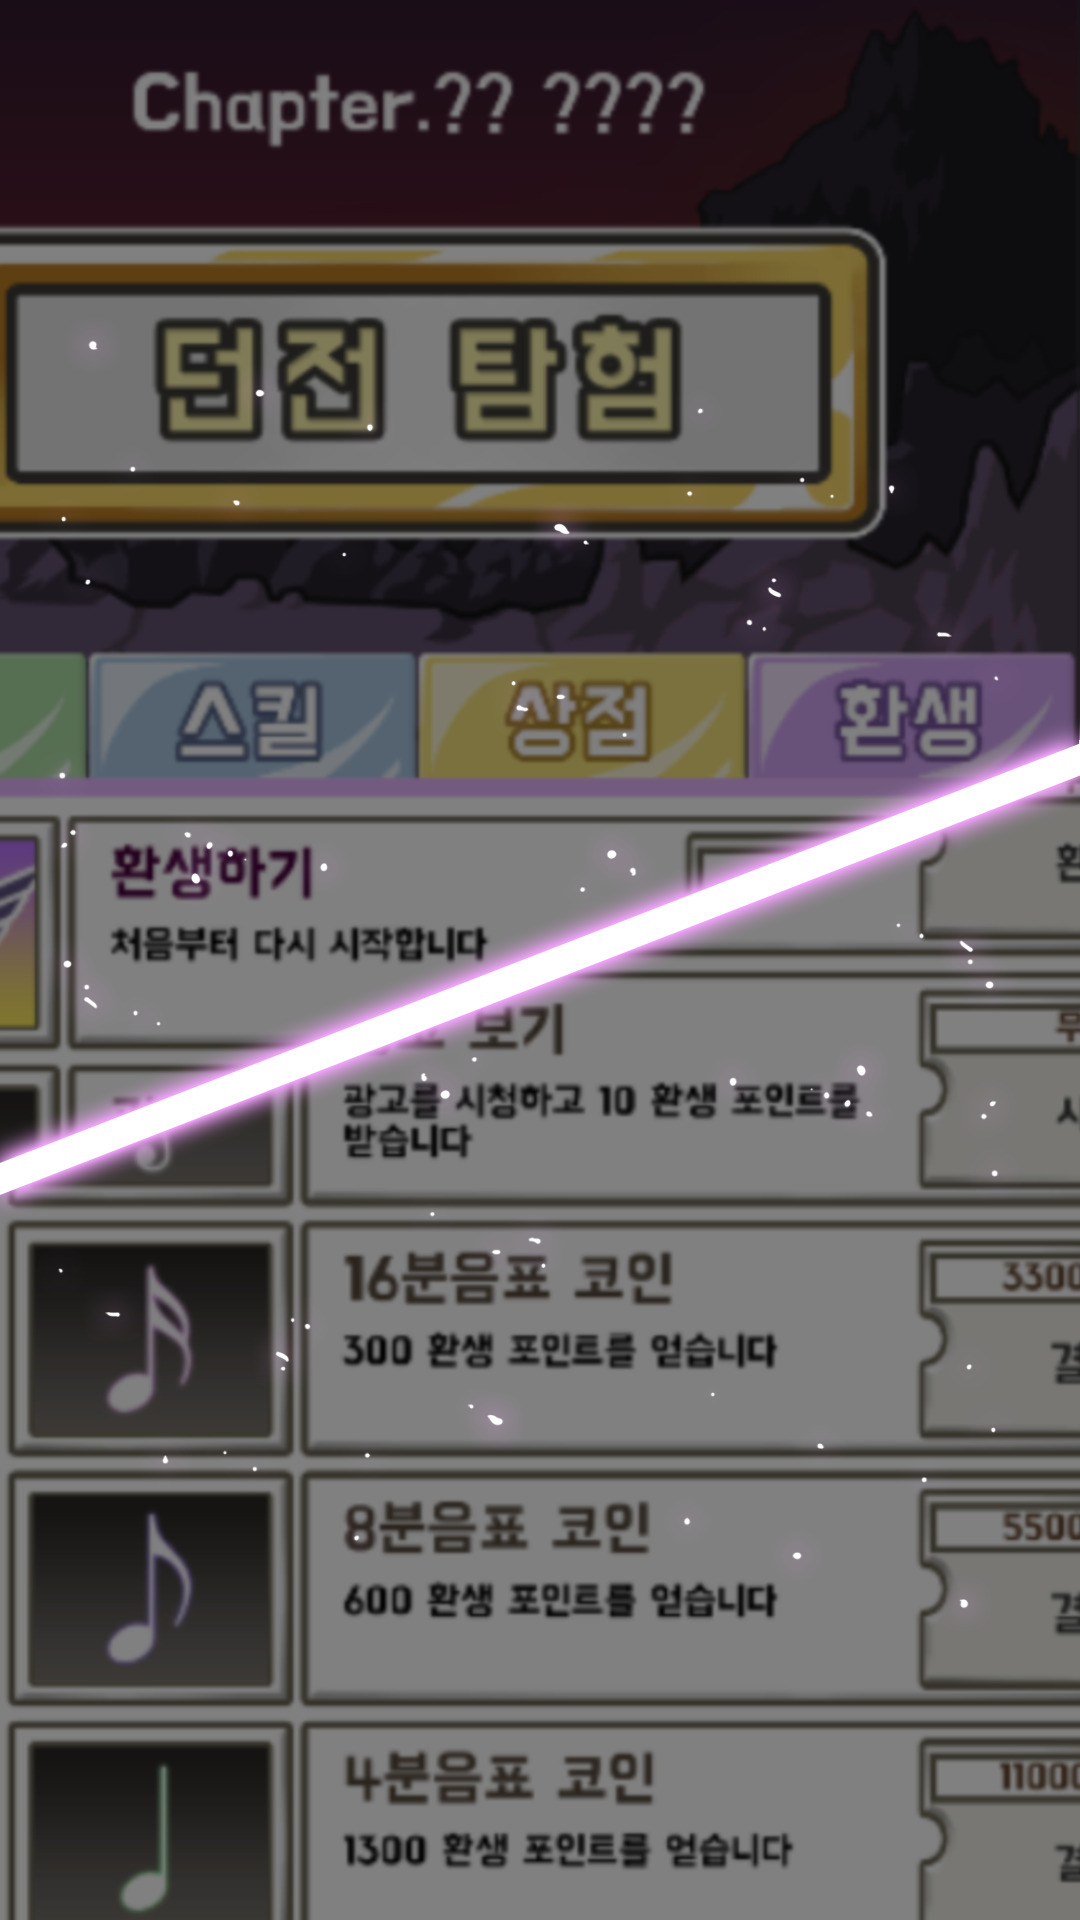 Chapter.?? ????
던전 탐험
스킬
상점
환생
환생하기
처음부터 다시 시작합니다
보기
광고를 시청하고 10 환생 포인트를
받습니다
16분음표 코인
3300
300 환생 포인트를 얻습니다
8분음표 코인
5500
600 환생 포인트를 얻습니다
4분음표 코인
11000
1300 환생 포인트를 얻습니다